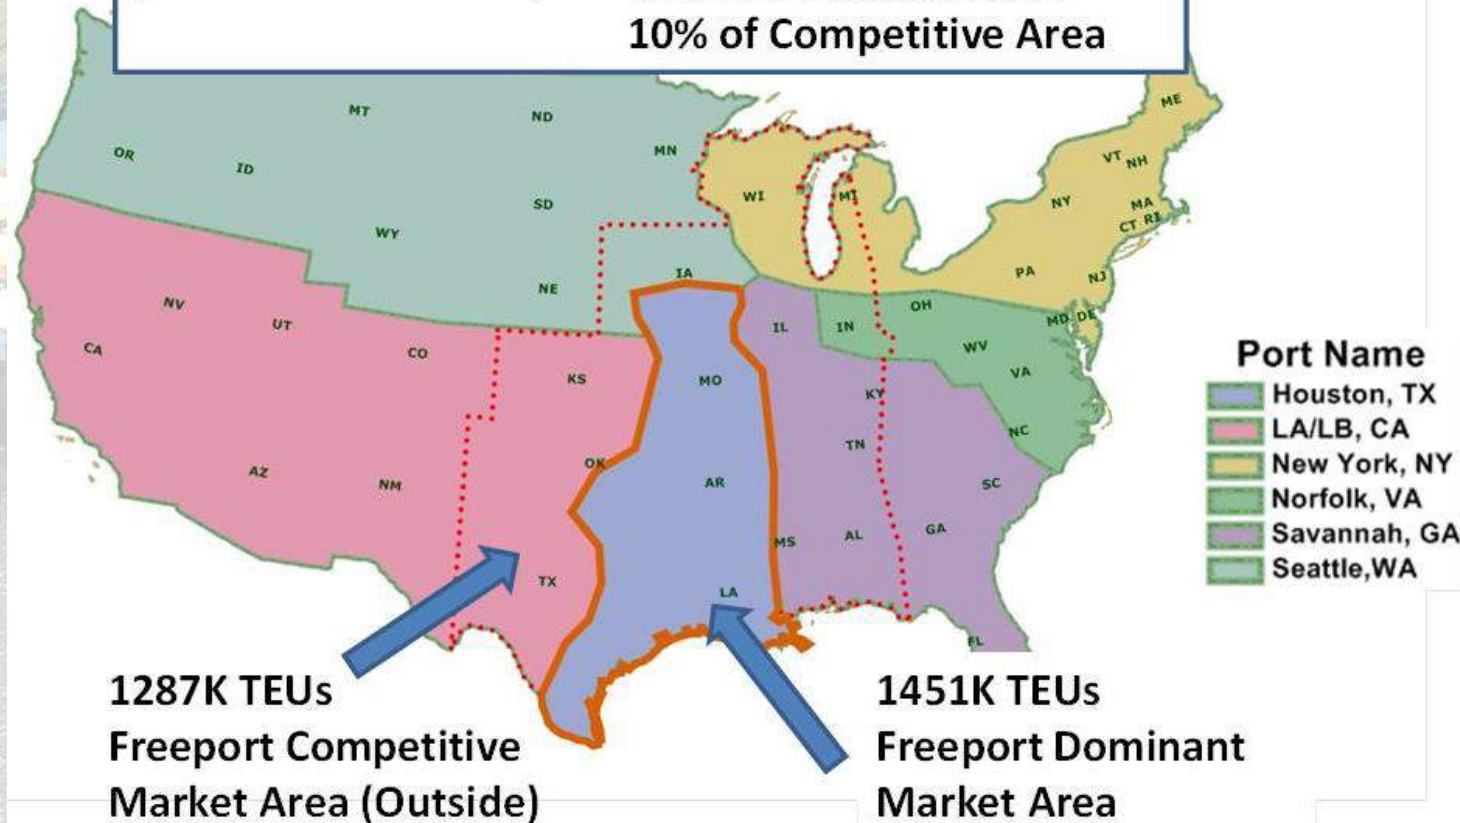 10% of Competitive Area
ME
MT
ND
VT
NH
OR
ID
MN
WI
MI
NY
MA
CT
RI
SD
WY
PA
NJ
NE
IA
NV
UT
OH
MD
DE
IL
IN
CA
CO
WV
VA
KS
MO
KY
NC
TN
AZ
NM
OK
AR
SC
MS
AL
GA
TX
LA
FL
Port Name
Houston, TX
LA/LB, CA
New York, NY
Norfolk, VA
Savannah, GA
Seattle,WA
1287K TEUs
Freeport Competitive
Market Area (Outside)
1451K TEUs
Freeport Dominant
Market Area